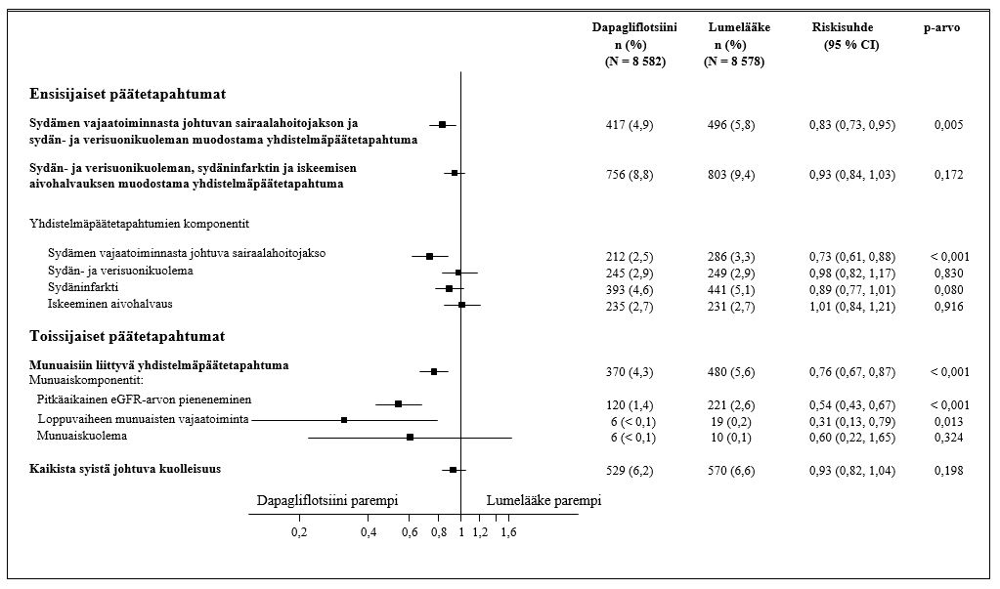 Dapagliflotsiini Lumelääke Riskisuhde p-arvo
n (%) n (%) (95 % CI)
(N = 8 582) (N = 8 578)
Ensisijaiset päätetapahtumat
Sydämen vajaatoiminnasta johtuvan sairaalahoitojakson ja
sydän- ja verisuonikuoleman muodostama yhdistelmäpäätetapahtuma 417 (4,9) 496 (5,8) 0,83 (0,73, 0,95) 0,005
Sydän- ja verisuonikuoleman, sydäninfarktin ja iskeemisen
aivohalvauksen muodostama yhdistelmäpäätetapahtuma 756 (8,8) 803 (9,4) 0,93 (0,84, 1,03) 0,172
Yhdistelmäpäätetapahtumien komponentit
Sydämen vajaatoiminnasta johtuva sairaalahoitojakso 212 (2,5) 286 (3,3) 0,73 (0,61, 0,88) < 0,001
Sydän- ja verisuonikuolema 245 (2,9) 249 (2,9) 0,98 (0,82, 1,17) 0,830
Sydäninfarkti 393 (4,6) 441 (5,1) 0,89 (0,77, 1,01) 0,080
Iskeeminen aivohalvaus 235 (2,7) 231 (2,7) 1,01 (0,84, 1,21) 0,916
Toissijaiset päätetapahtumat
Munuaisiin liittyvä yhdistelmäpäätetapahtuma 370 (4,3) 480 (5,6) 0,76 (0,67, 0,87) < 0,001
Munuaiskomponentit:
Pitkäaikainen eGFR-arvon pieneneminen 120 (1,4) 221 (2,6) 0,54 (0,43, 0,67) < 0,001
Loppuvaiheen munuaisten vajaatoiminta 6 (< 0,1) 19 (0,2) 0,31 (0,13, 0,79) 0,013
Munuaiskuolema 6 (< 0,1) 10 (0,1) 0,60 (0,22, 1,65) 0,324
Kaikista syistä johtuva kuolleisuus 529 (6,2) 570 (6,6) 0,93 (0,82, 1,04) 0,198
Dapagliflotsiini parempi Lumelääke parempi
0,2 0,4 0,6 0,8 1 1,2 1,6